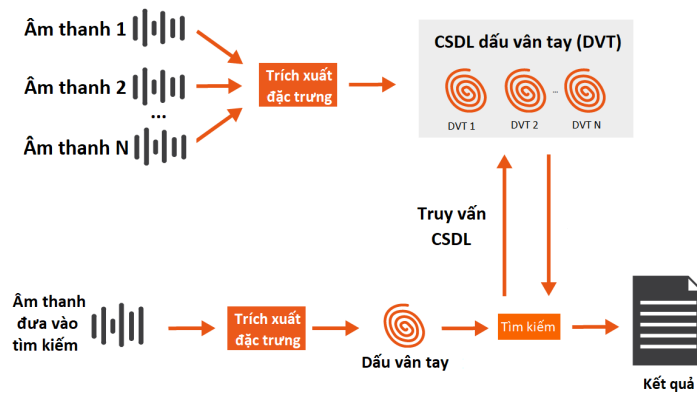 Âm thanh 1
Âm thanh 2
...
Âm thanh N
Trích xuất
đặc trưng
CSDL dấu vân tay (DVT)
...
DVT 1
DVT 2
DVT N
Truy vấn
CSDL
Âm thanh
đưa vào
tìm kiếm
Trích xuất
đặc trưng
Dấu vân tay
Tìm kiếm
Kết quả